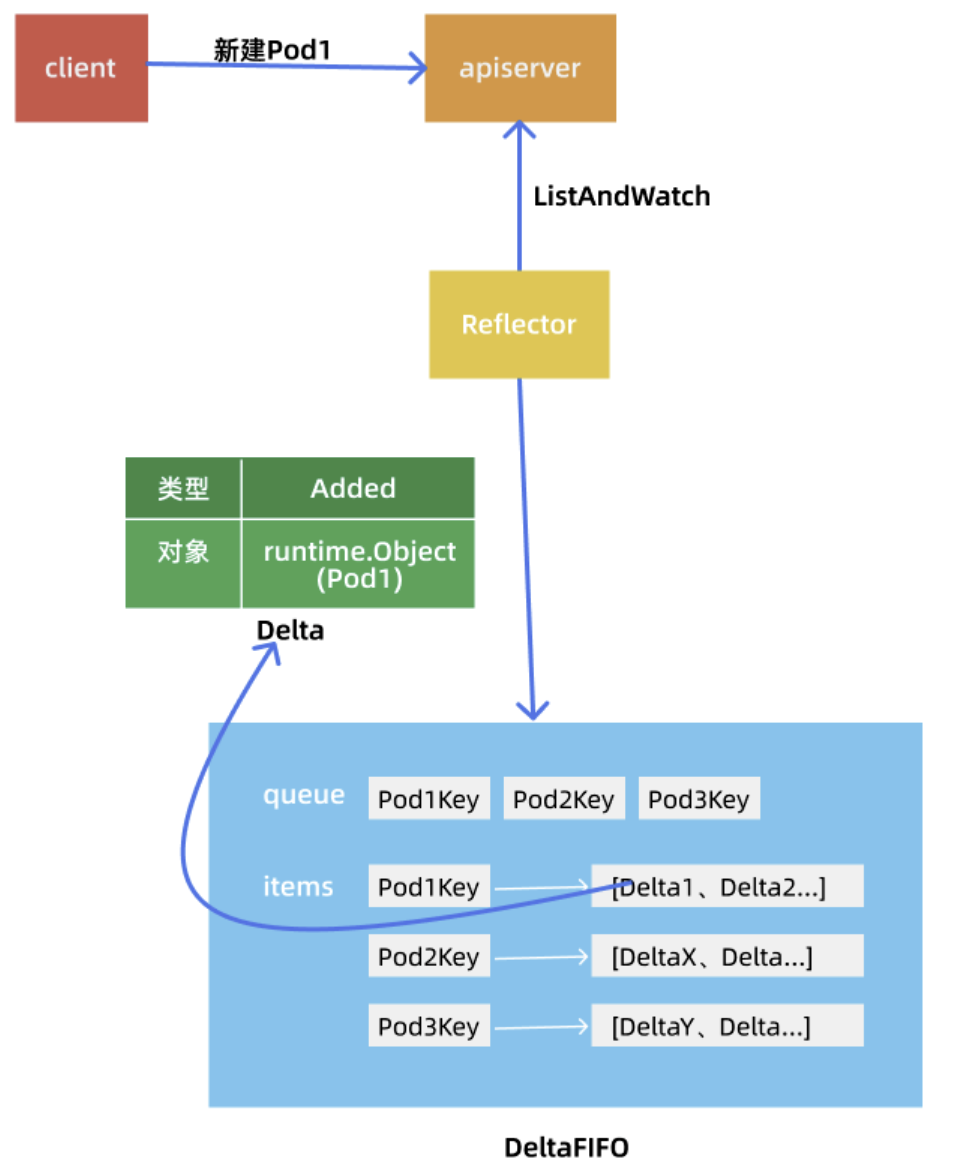 client
新建Pod1
apiserver
ListAndWatch
Reflector
类型
Added
对象
runtime.Object
(Pod1)
Delta
queue
Pod1Key
Pod2Key
Pod3Key
items
Pod1Key
[Delta1、Delta2...]
Pod2Key
[DeltaX、Delta...]
Pod3Key
[DeltaY、Delta...]
DeltaFIFO